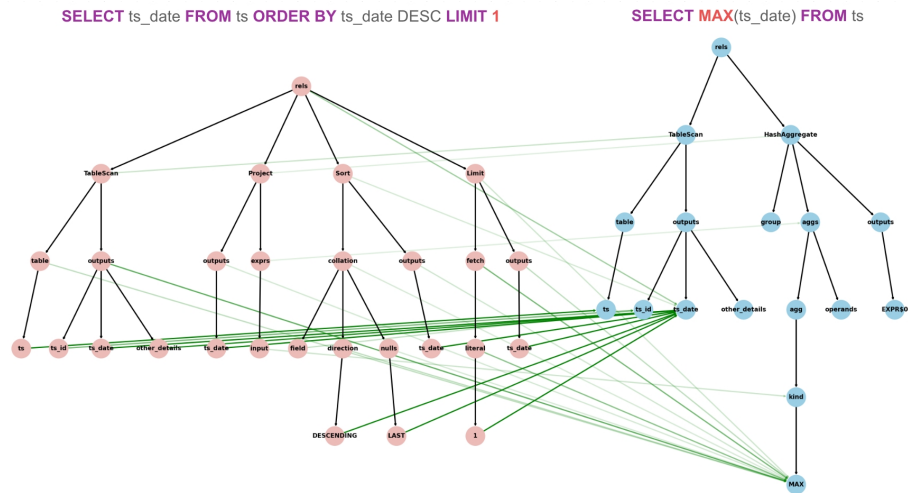 SELECT ts_date FROM ts ORDER BY ts_date DESC LIMIT 1
SELECT MAX(ts_date) FROM ts
rels
rels
TableScan
HashAggregate
TableScan
Project
Sort
Limit
table
outputs
group
aggs
outputs
table
outputs
outputs
exprs
collation
outputs
fetch
outputs
ts
ts_id
ts_date
other_details
agg
operands
EXPR$0
ts
ts_id
ts_date
other_details
ts_date
input
field
direction
nulls
ts_date
literal
ts_date
kind
DESCENDING
LAST
1
MAX